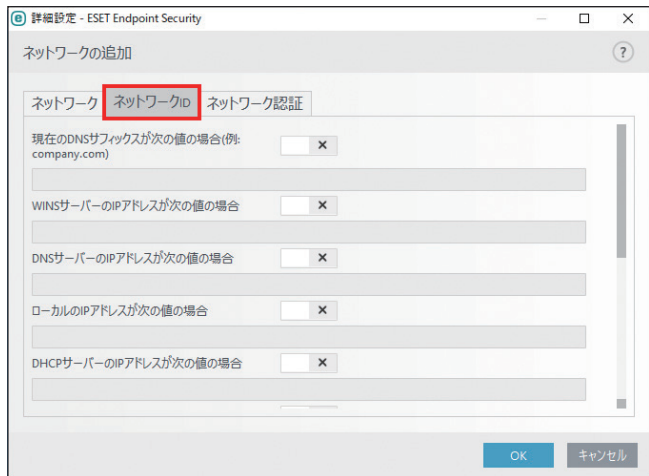 詳細設定 - ESET Endpoint Security
ネットワークの追加
?
ネットワーク ネットワークID ネットワーク認証
現在のDNSサフィックスが次の値の場合(例:
company.com)
WINSサーバーのIPアドレスが次の値の場合
DNSサーバーのIPアドレスが次の値の場合
ローカルのIPアドレスが次の値の場合
DHCPサーバーのIPアドレスが次の値の場合
OK キャンセル